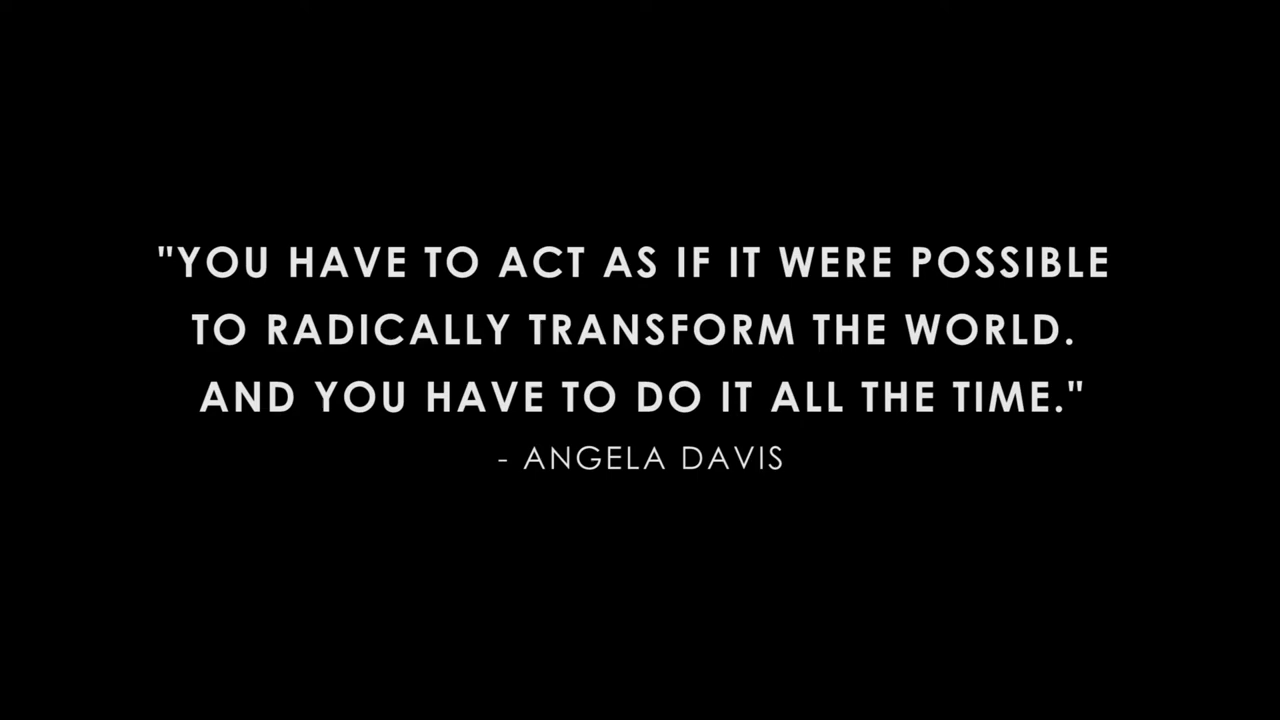 "YOU HAVE TO ACT AS IF IT WERE POSSIBLE
TO RADICALLY TRANSFORM THE WORLD.
AND YOU HAVE TO DO IT ALL THE TIME."
- ANGELA DAVIS